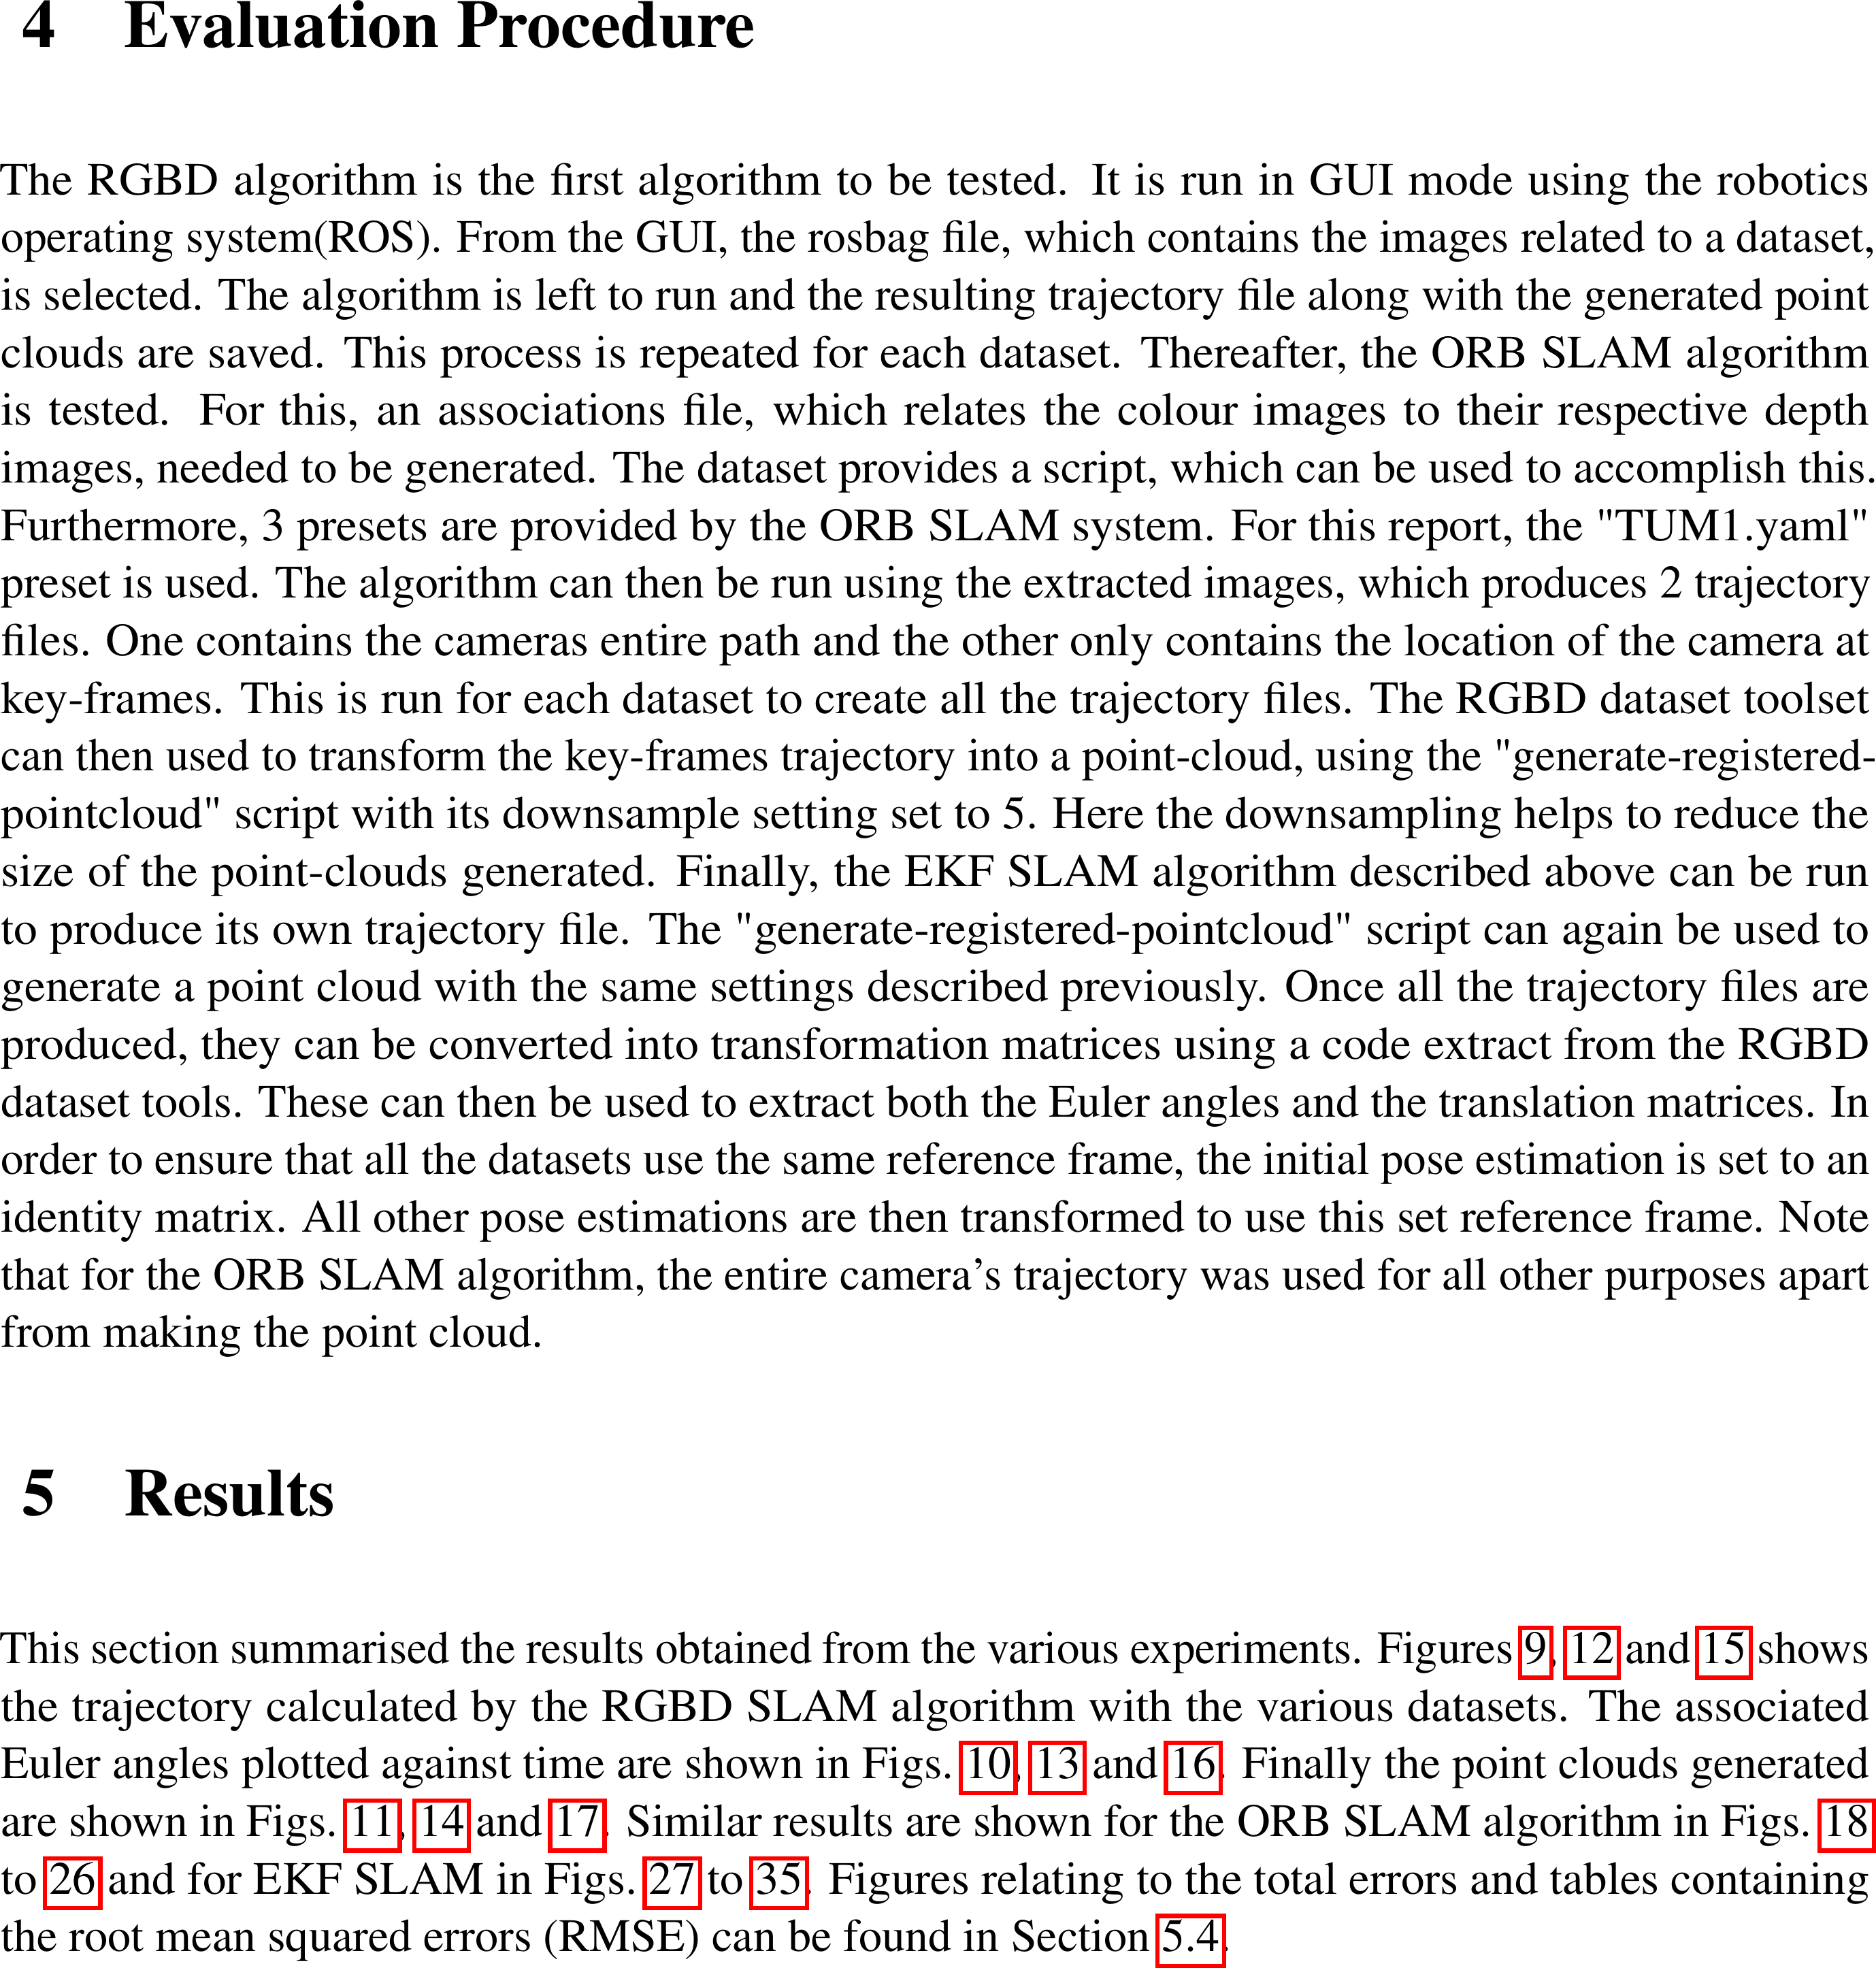 4 Evaluation Procedure
The RGBD algorithm is the first algorithm to be tested. It is run in GUI mode using the robotics
operating system(ROS). From the GUI, the rosbag file, which contains the images related to a dataset,
is selected. The algorithm is left to run and the resulting trajectory file along with the generated point
clouds are saved. This process is repeated for each dataset. Thereafter, the ORB SLAM algorithm
is tested. For this, an associations file, which relates the colour images to their respective depth
images, needed to be generated. The dataset provides a script, which can be used to accomplish this.
Furthermore, 3 presets are provided by the ORB SLAM system. For this report, the "TUM1.yaml"
preset is used. The algorithm can then be run using the extracted images, which produces 2 trajectory
files. One contains the cameras entire path and the other only contains the location of the camera at
key-frames. This is run for each dataset to create all the trajectory files. The RGBD dataset toolset
can then used to transform the key-frames trajectory into a point-cloud, using the "generate-registered-
pointcloud" script with its downsample setting set to 5. Here the downsampling helps to reduce the
size of the point-clouds generated. Finally, the EKF SLAM algorithm described above can be run
to produce its own trajectory file. The "generate-registered-pointcloud" script can again be used to
generate a point cloud with the same settings described previously. Once all the trajectory files are
produced, they can be converted into transformation matrices using a code extract from the RGBD
dataset tools. These can then be used to extract both the Euler angles and the translation matrices. In
order to ensure that all the datasets use the same reference frame, the initial pose estimation is set to an
identity matrix. All other pose estimations are then transformed to use this set reference frame. Note
that for the ORB SLAM algorithm, the entire camera's trajectory was used for all other purposes apart
from making the point cloud.
5 Results
This section summarised the results obtained from the various experiments. Figures 9, 12 and 15 shows
the trajectory calculated by the RGBD SLAM algorithm with the various datasets. The associated
Euler angles plotted against time are shown in Figs. 10, 13 and 16. Finally the point clouds generated
are shown in Figs. 11, 14 and 17. Similar results are shown for the ORB SLAM algorithm in Figs. 18
to 26 and for EKF SLAM in Figs. 27 to 35. Figures relating to the total errors and tables containing
the root mean squared errors (RMSE) can be found in Section 5.4.